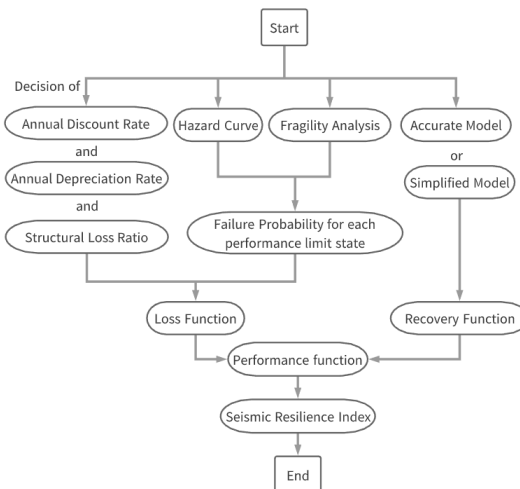 Start
Decision of
Annual Discount Rate
Hazard Curve
Fragility Analysis
Accurate Model
and
or
Annual Depreciation Rate
Simplified Model
and
Structural Loss Ratio
Failure Probability for each
performance limit state
Loss Function
Recovery Function
Performance function
Seismic Resilience Index
End